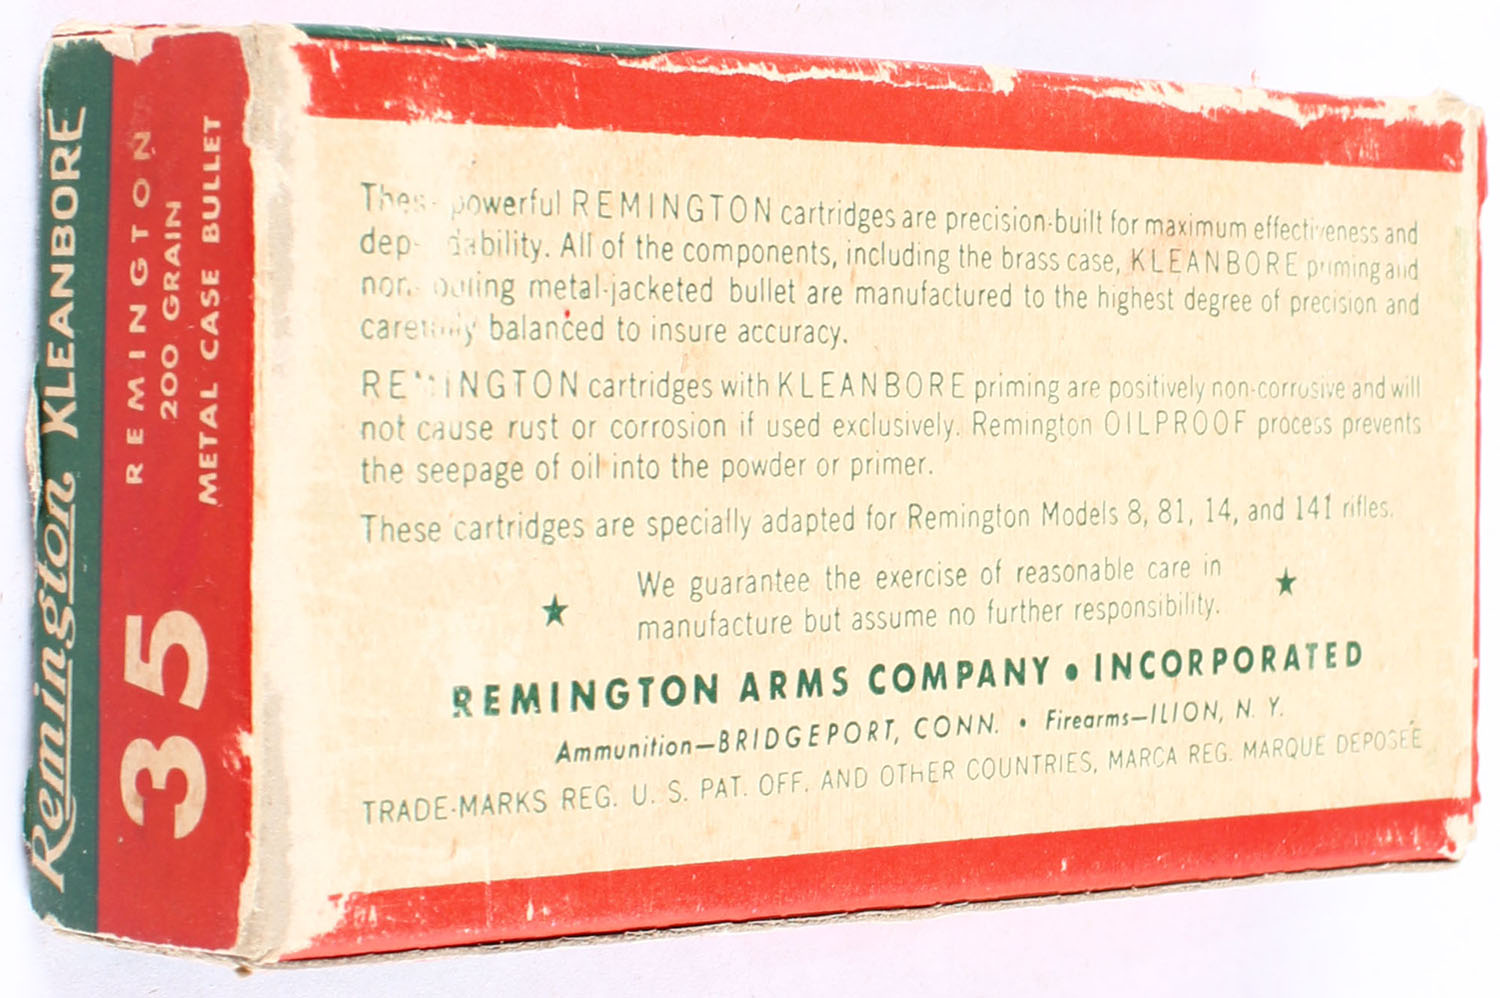 Remington KLEANBORE
35 REMINGTON
200 GRAIN
METAL CASE BULLET
These powerful REMINGTON cartridges are precision-built for maximum effectiveness and
dependability. All of the components, including the brass case, KLEANBORE priming and
non-fouling metal-jacketed bullet are manufactured to the highest degree of precision and
carefully balanced to insure accuracy.
REMINGTON cartridges with KLEANBORE priming are positively non-corrosive and will
not cause rust or corrosion if used exclusively. Remington OILPROOF process prevents
the seepage of oil into the powder or primer.
These cartridges are specially adapted for Remington Models 8, 81, 14, and 141 rifles.
We guarantee the exercise of reasonable care in
manufacture but assume no further responsibility.
REMINGTON ARMS COMPANY • INCORPORATED
Ammunition—BRIDGEPORT, CONN. • Firearms—ILION, N. Y.
TRADE-MARKS REG. U. S. PAT. OFF. AND OTHER COUNTRIES, MARCA REG. MARQUE DEPOSÉE